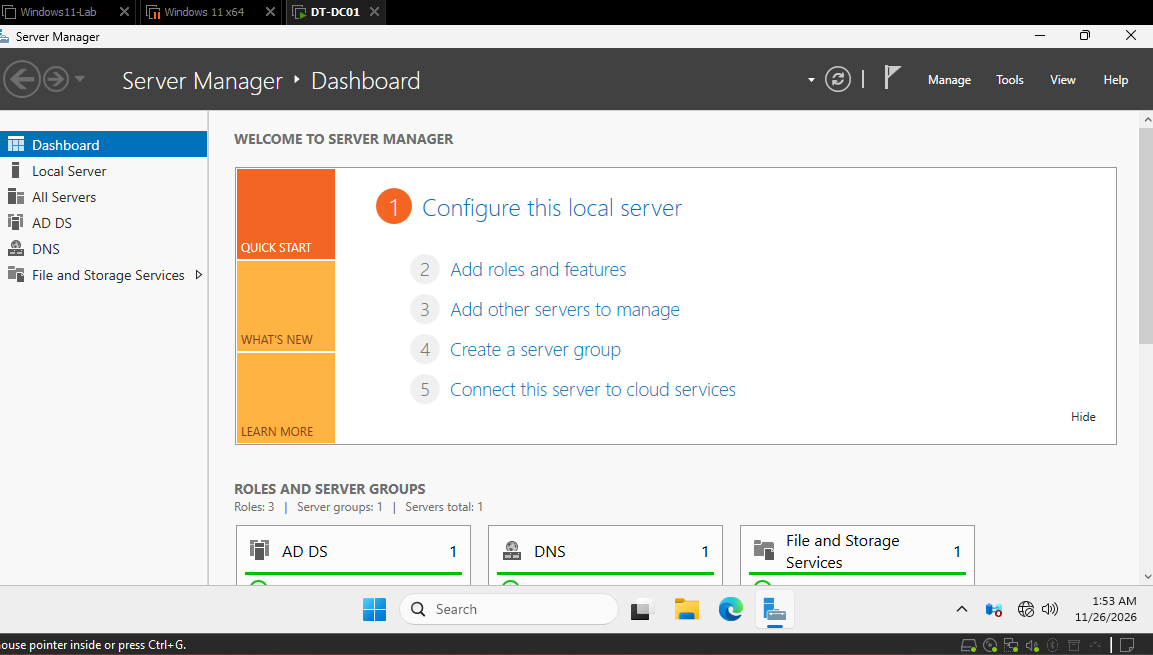 Windows11-Lab
Windows 11 x64
DT-DC01
Server Manager
Server Manager ‣ Dashboard
Manage
Tools
View
Help
Dashboard
Local Server
All Servers
AD DS
DNS
File and Storage Services
WELCOME TO SERVER MANAGER
QUICK START
WHAT'S NEW
LEARN MORE
1 Configure this local server
2 Add roles and features
3 Add other servers to manage
4 Create a server group
5 Connect this server to cloud services
Hide
ROLES AND SERVER GROUPS
Roles: 3 | Server groups: 1 | Servers total: 1
AD DS 1
DNS 1
File and Storage
Services 1
Search
1:53 AM
11/26/2026
ouse pointer inside or press Ctrl+G.